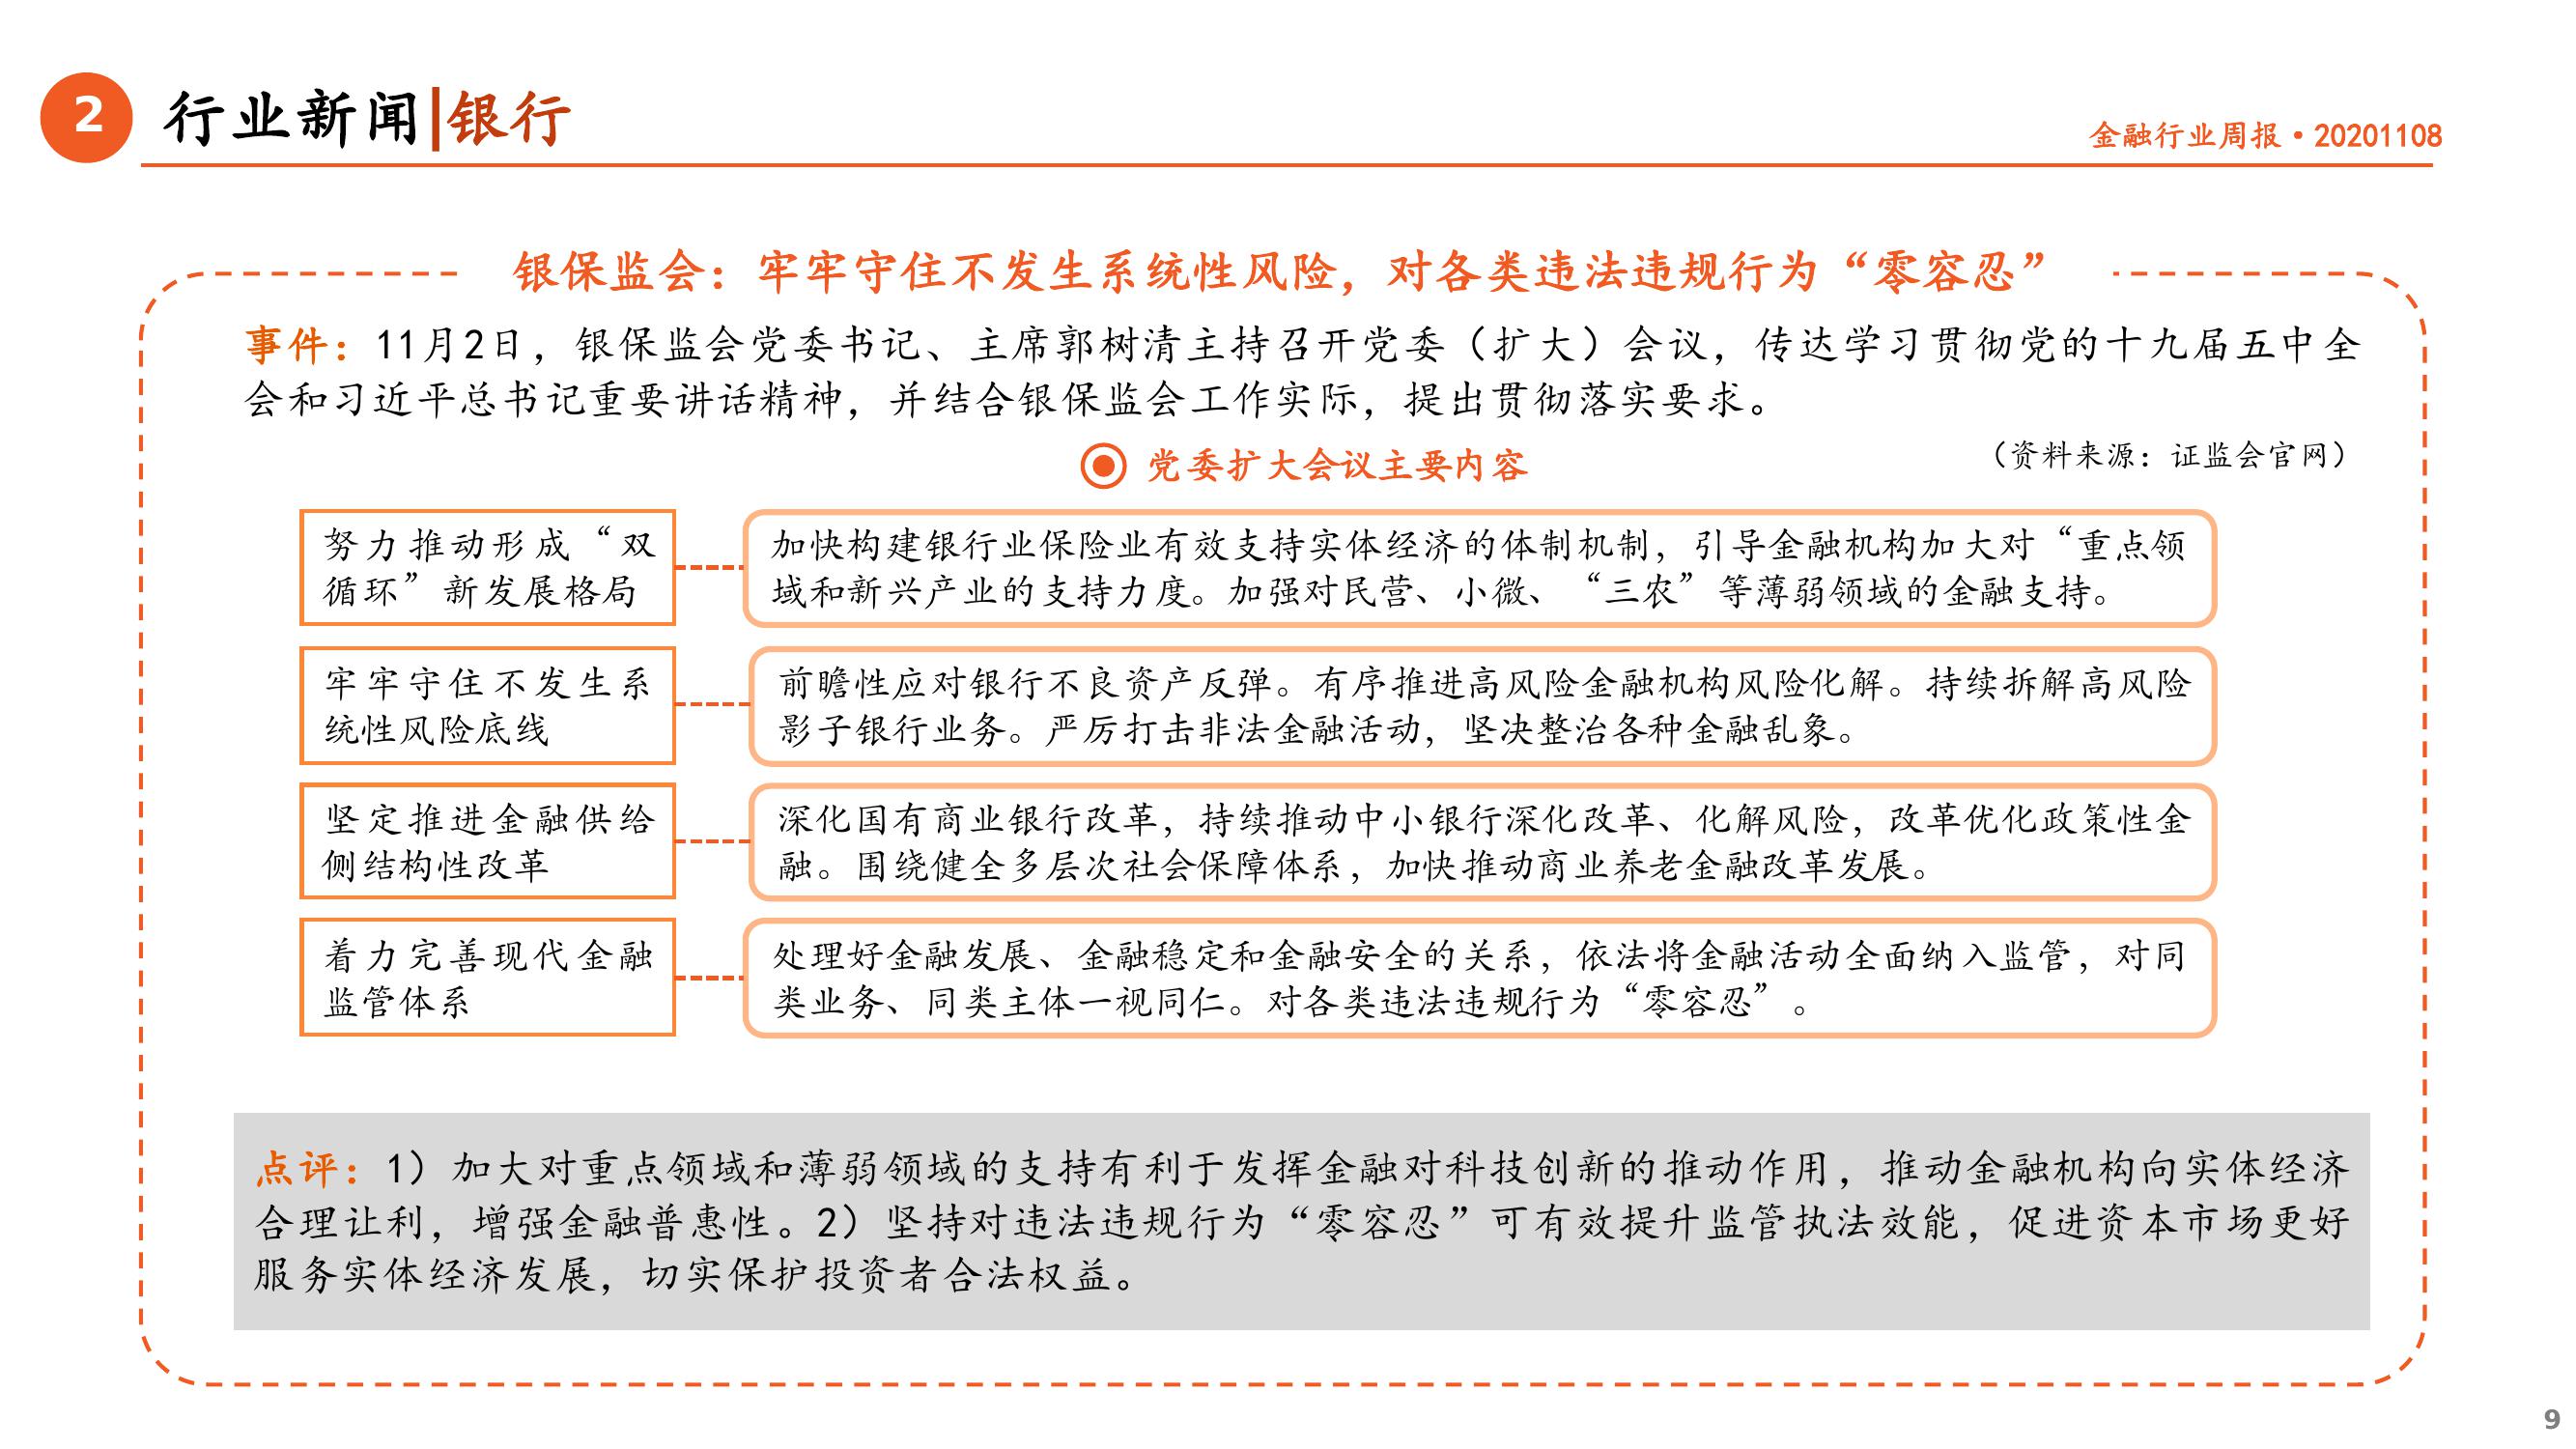 2
行业新闻|银行
金融行业周报·20201108
银保监会：牢牢守住不发生系统性风险，对各类违法违规行为“零容忍”
事件：11月2日，银保监会党委书记、主席郭树清主持召开党委（扩大）会议，传达学习贯彻党的十九届五中全
会和习近平总书记重要讲话精神，并结合银保监会工作实际，提出贯彻落实要求。
（资料来源：证监会官网）
党委扩大会议主要内容
努力推动形成“双
循环”新发展格局
加快构建银行业保险业有效支持实体经济的体制机制，引导金融机构加大对“重点领
域和新兴产业的支持力度。加强对民营、小微、“三农”等薄弱领域的金融支持。
牢牢守住不发生系
统性风险底线
前瞻性应对银行不良资产反弹。有序推进高风险金融机构风险化解。持续拆解高风险
影子银行业务。严厉打击非法金融活动，坚决整治各种金融乱象。
坚定推进金融供给
侧结构性改革
深化国有商业银行改革，持续推动中小银行深化改革、化解风险，改革优化政策性金
融。围绕健全多层次社会保障体系，加快推动商业养老金融改革发展。
着力完善现代金融
监管体系
处理好金融发展、金融稳定和金融安全的关系，依法将金融活动全面纳入监管，对同
类业务、同类主体一视同仁。对各类违法违规行为“零容忍”。
点评：1）加大对重点领域和薄弱领域的支持有利于发挥金融对科技创新的推动作用，推动金融机构向实体经济
合理让利，增强金融普惠性。2）坚持对违法违规行为“零容忍”可有效提升监管执法效能，促进资本市场更好
服务实体经济发展，切实保护投资者合法权益。
9